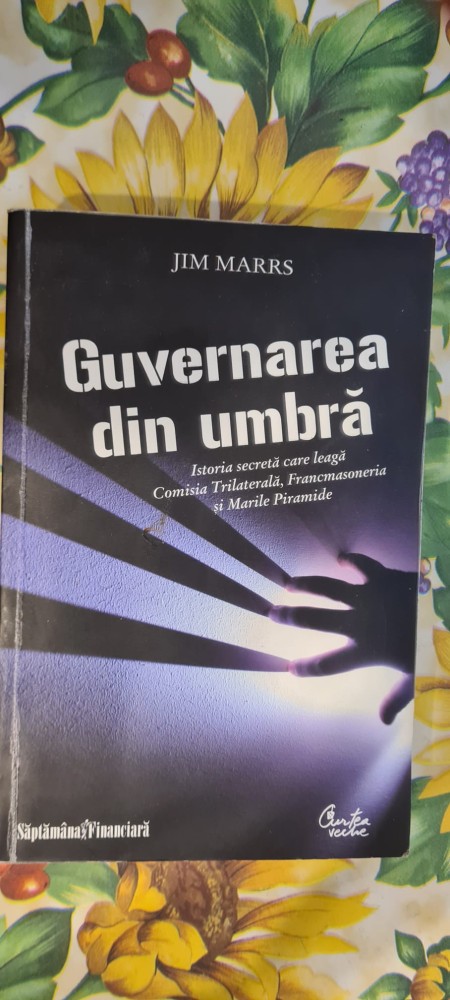 JIM MARRS
Guvernarea
din umbră
Istoria secretă care leagă
Comisia Trilaterală, Francmasoneria
și Marile Piramide
Săptămâna Financiară
Curtea
veche